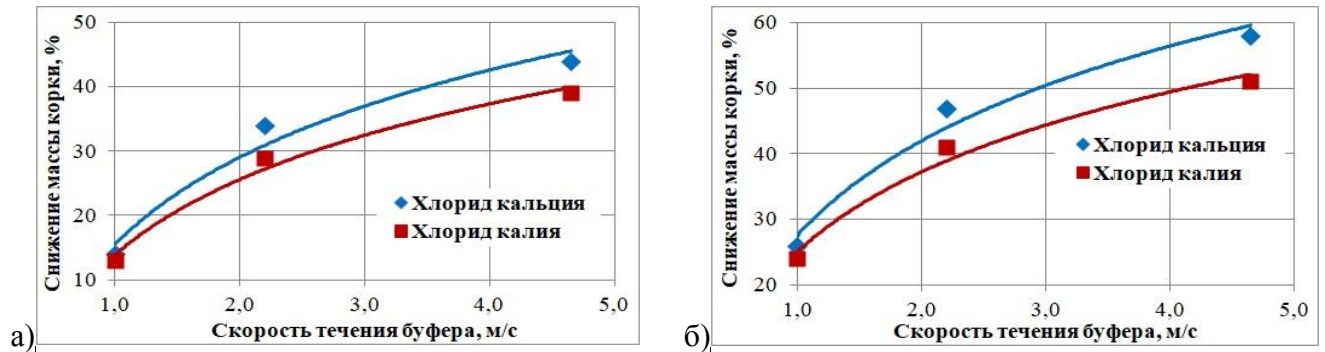 Снижение массы корки, %
50
40
30
20
10
1,0 2,0 3,0 4,0 5,0
Скорость течения буфера, м/с
Хлорид кальция
Хлорид калия
а)
Снижение массы корки, %
60
50
40
30
20
1,0 2,0 3,0 4,0 5,0
Скорость течения буфера, м/с
Хлорид кальция
Хлорид калия
б)